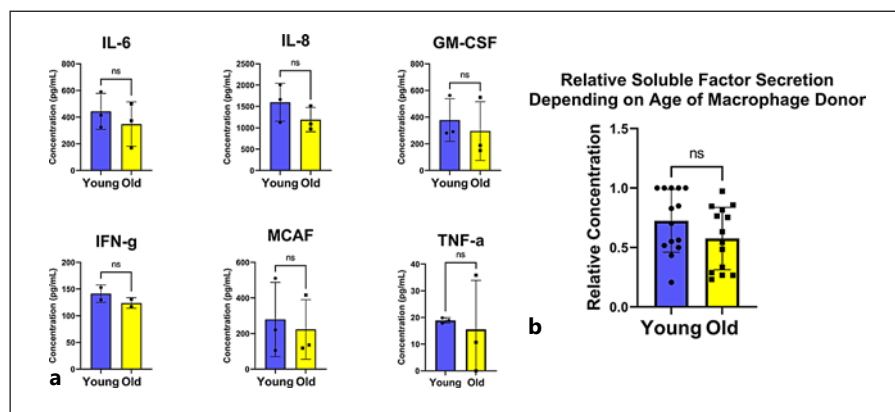 IL-6
ns
Concentration (pg/mL)
800
600
400
200
0
Young Old
IL-8
ns
Concentration (pg/mL)
2500
2000
1500
1000
500
0
Young Old
GM-CSF
ns
Concentration (pg/mL)
800
600
400
200
0
Young Old
IFN-g
ns
Concentration (pg/mL)
200
150
100
50
0
Young Old
MCAF
ns
Concentration (pg/mL)
600
400
200
0
Young Old
TNF-a
ns
Concentration (pg/mL)
40
30
20
10
0
Young Old
a
Relative Soluble Factor Secretion
Depending on Age of Macrophage Donor
ns
Relative Concentration
1.5
1.0
0.5
0.0
Young Old
b